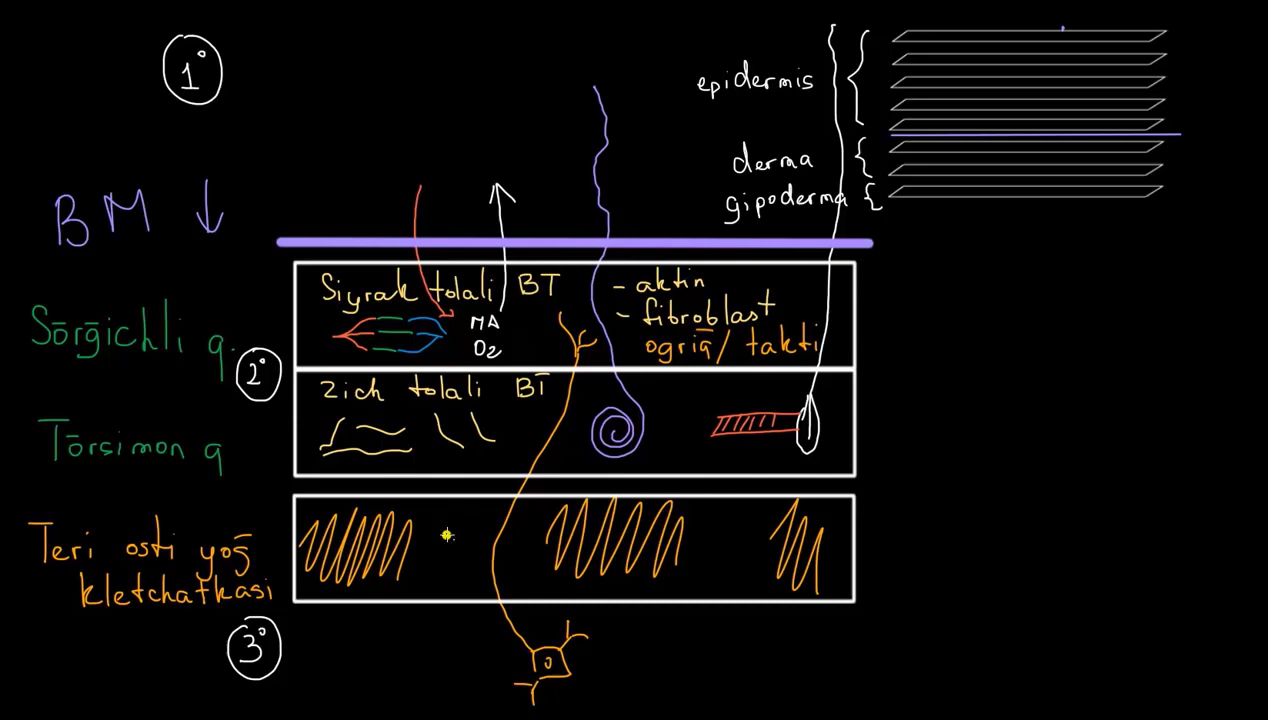 1°
epidermis
derma
gipoderma
BM ↓
Siyrak tolali BT
- aktin
- fibroblast
ogriq / takti
MA
O2
Sōrğichli q.
2°
Zich tolali BT
Tōrsimon q
Teri osti yoğ
kletchatkasi
3°